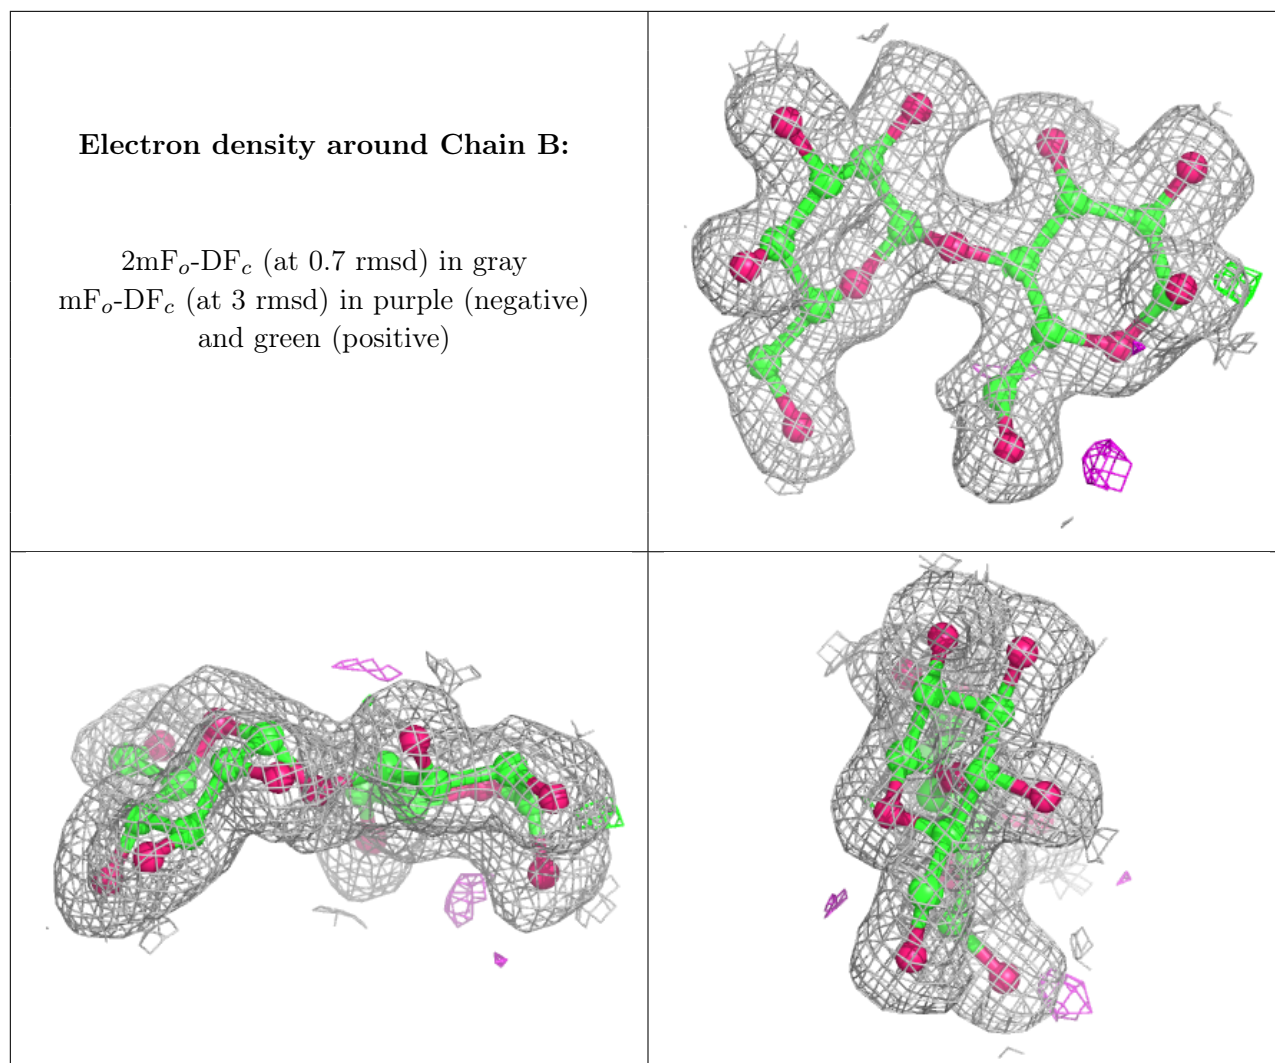 Electron density around Chain B:
2mF$_o$-DF$_c$ (at 0.7 rmsd) in gray
mF$_o$-DF$_c$ (at 3 rmsd) in purple (negative)
and green (positive)